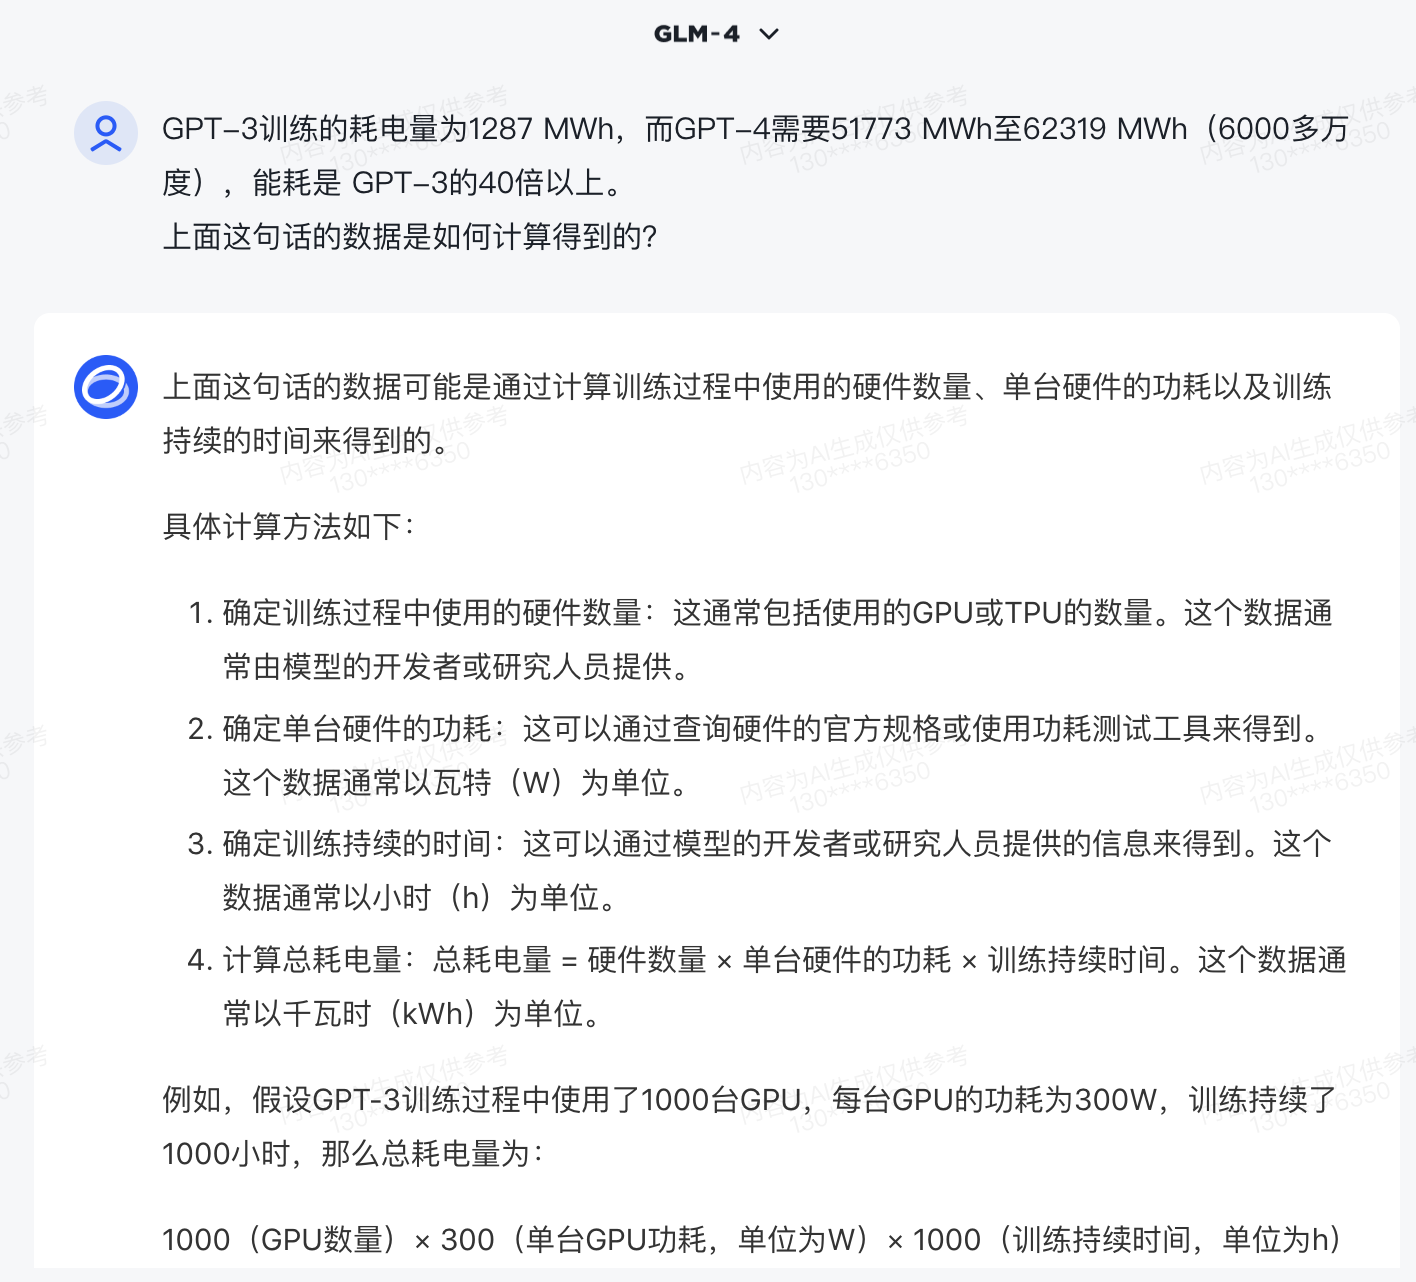 GLM-4
GPT-3训练的耗电量为1287 MWh，而GPT-4需要51773 MWh至62319 MWh（6000多万
度），能耗是 GPT-3的40倍以上。
上面这句话的数据是如何计算得到的?
上面这句话的数据可能是通过计算训练过程中使用的硬件数量、单台硬件的功耗以及训练
持续的时间来得到的。
具体计算方法如下：
1. 确定训练过程中使用的硬件数量：这通常包括使用的GPU或TPU的数量。这个数据通
常由模型的开发者或研究人员提供。
2. 确定单台硬件的功耗：这可以通过查询硬件的官方规格或使用功耗测试工具来得到。
这个数据通常以瓦特（W）为单位。
3. 确定训练持续的时间：这可以通过模型的开发者或研究人员提供的信息来得到。这个
数据通常以小时（h）为单位。
4. 计算总耗电量：总耗电量 = 硬件数量 × 单台硬件的功耗 × 训练持续时间。这个数据通
常以千瓦时（kWh）为单位。
例如，假设GPT-3训练过程中使用了1000台GPU，每台GPU的功耗为300W，训练持续了
1000小时，那么总耗电量为：
1000（GPU数量）× 300（单台GPU功耗，单位为W）× 1000（训练持续时间，单位为h）
内容为AI生成仅供参考
130****6350